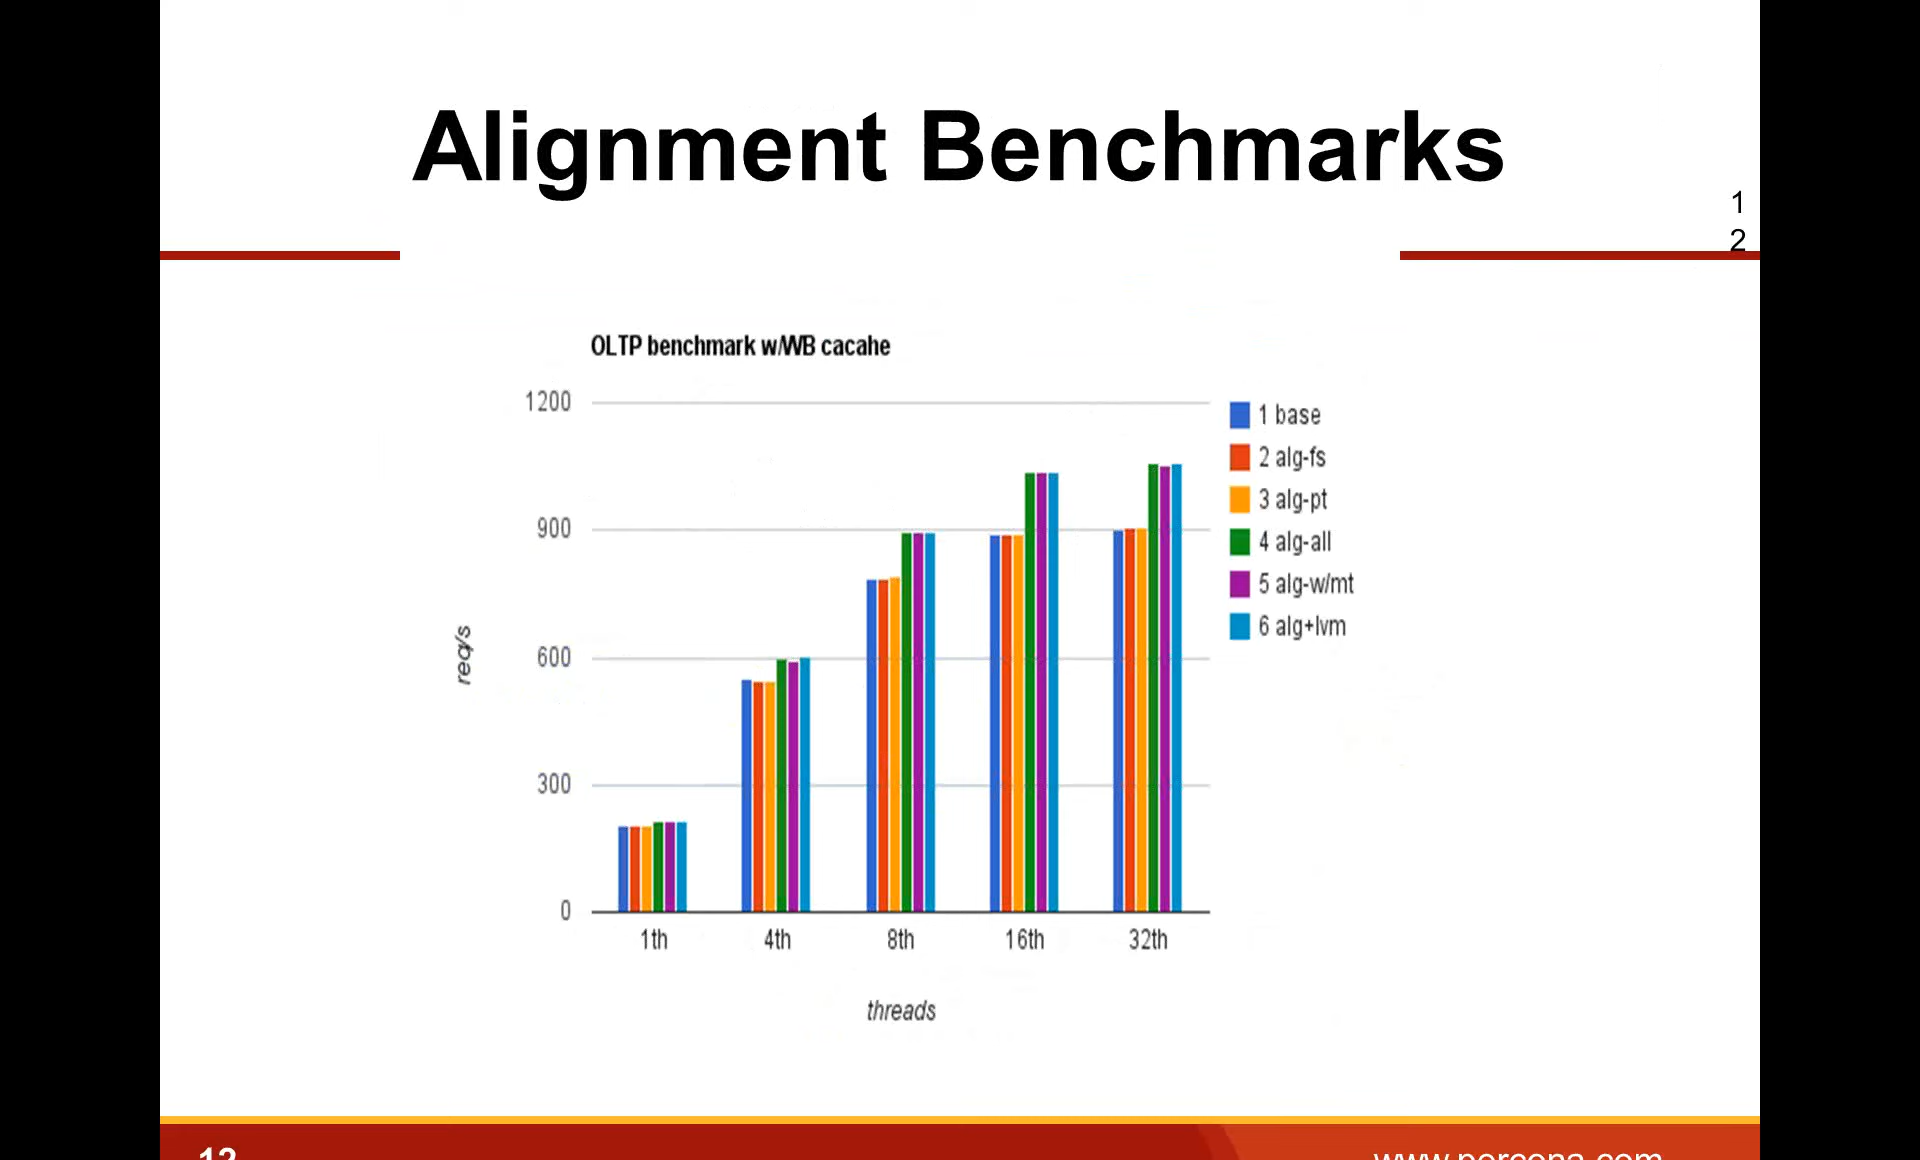 Alignment Benchmarks
1
2
OLTP benchmark w/WB cacahe
1200
900
600
300
0
req/s
1th 4th 8th 16th 32th
threads
1 base
2 alg-fs
3 alg-pt
4 alg-all
5 alg-w/mt
6 alg+lvm
12
www.percona.com